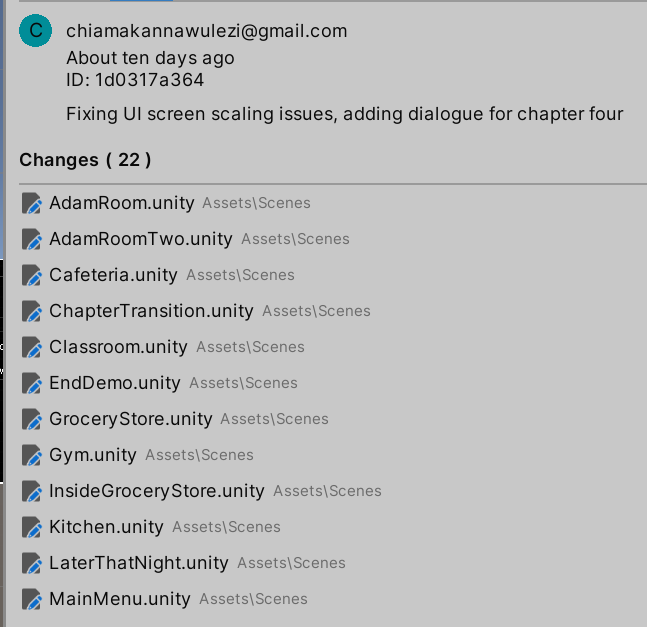 C
chiamakannawulezi@gmail.com
About ten days ago
ID: 1d0317a364
Fixing UI screen scaling issues, adding dialogue for chapter four
Changes ( 22 )
AdamRoom.unity Assets\Scenes
AdamRoomTwo.unity Assets\Scenes
Cafeteria.unity Assets\Scenes
ChapterTransition.unity Assets\Scenes
Classroom.unity Assets\Scenes
EndDemo.unity Assets\Scenes
GroceryStore.unity Assets\Scenes
Gym.unity Assets\Scenes
InsideGroceryStore.unity Assets\Scenes
Kitchen.unity Assets\Scenes
LaterThatNight.unity Assets\Scenes
MainMenu.unity Assets\Scenes